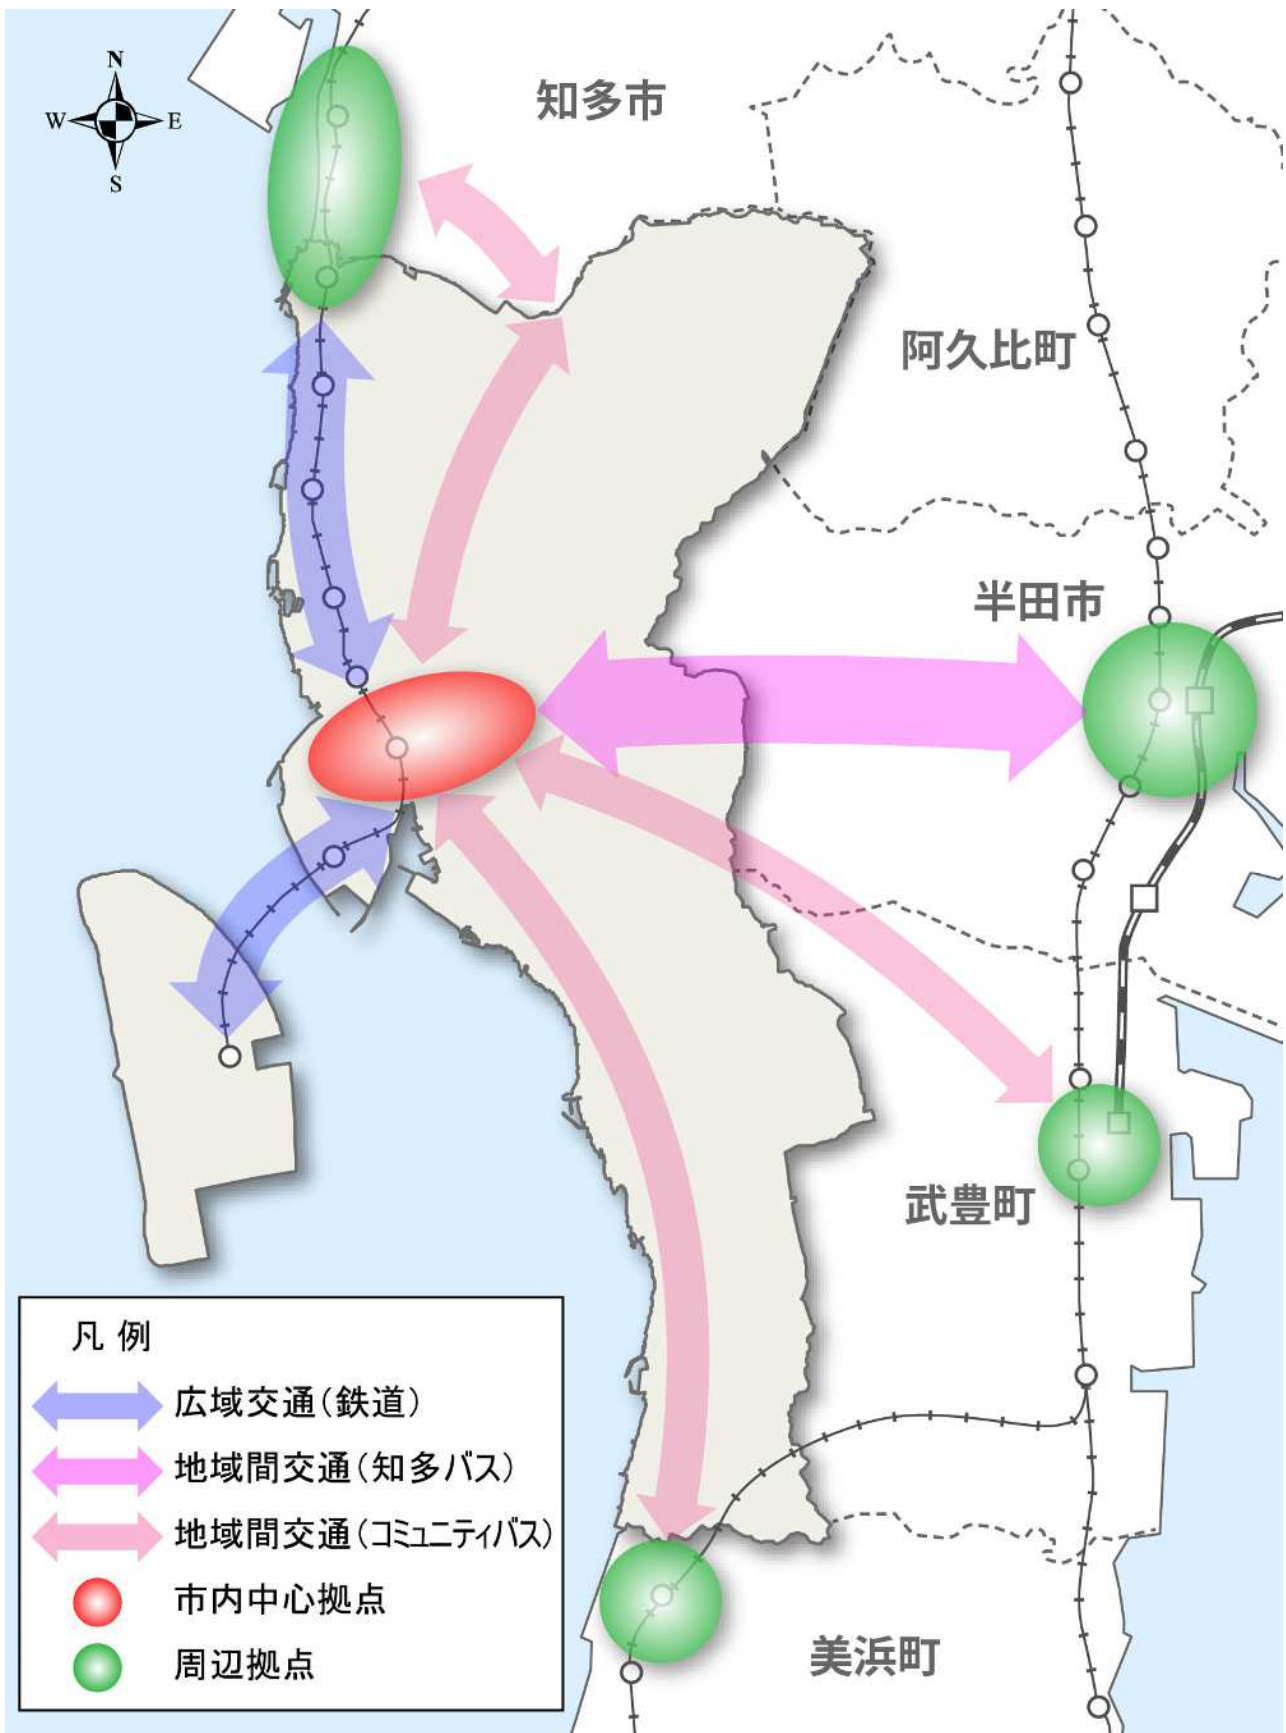 N
W
E
S
知多市
阿久比町
半田市
武豊町
美浜町
凡 例
広域交通(鉄道)
地域間交通(知多バス)
地域間交通(コミュニティバス)
市内中心拠点
周辺拠点